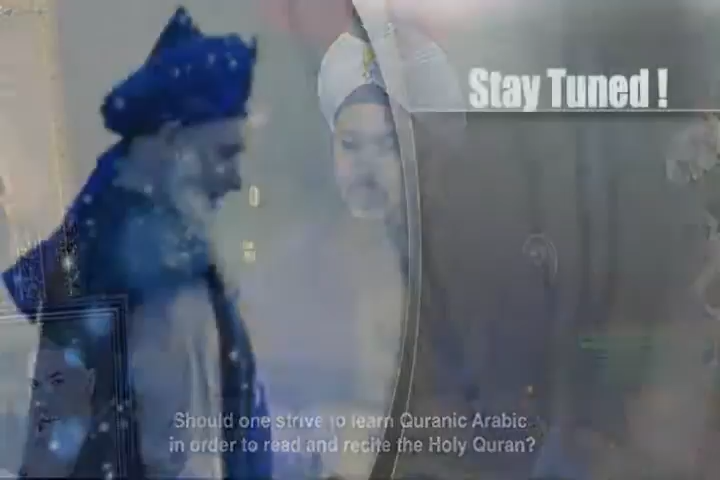 Stay Tuned !
Should one strive to learn Quranic Arabic
in order to read and recite the Holy Quran?